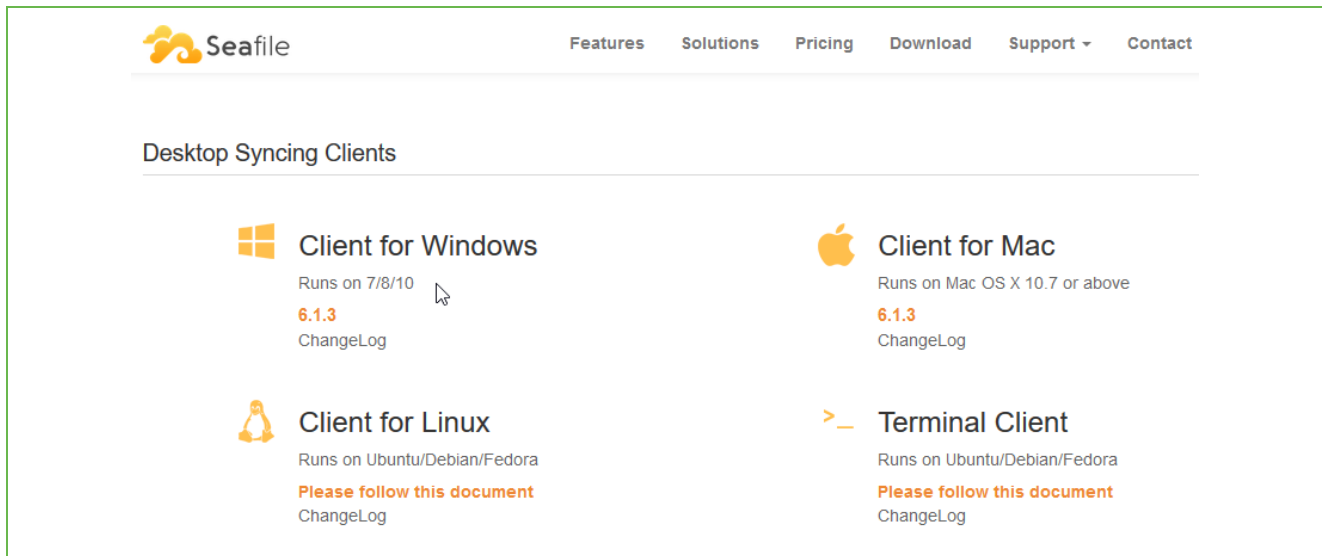 Seafile
Features Solutions Pricing Download Support Contact
Desktop Syncing Clients
Client for Windows
Runs on 7/8/10
6.1.3
ChangeLog
Client for Mac
Runs on Mac OS X 10.7 or above
6.1.3
ChangeLog
Client for Linux
Runs on Ubuntu/Debian/Fedora
Please follow this document
ChangeLog
Terminal Client
Runs on Ubuntu/Debian/Fedora
Please follow this document
ChangeLog